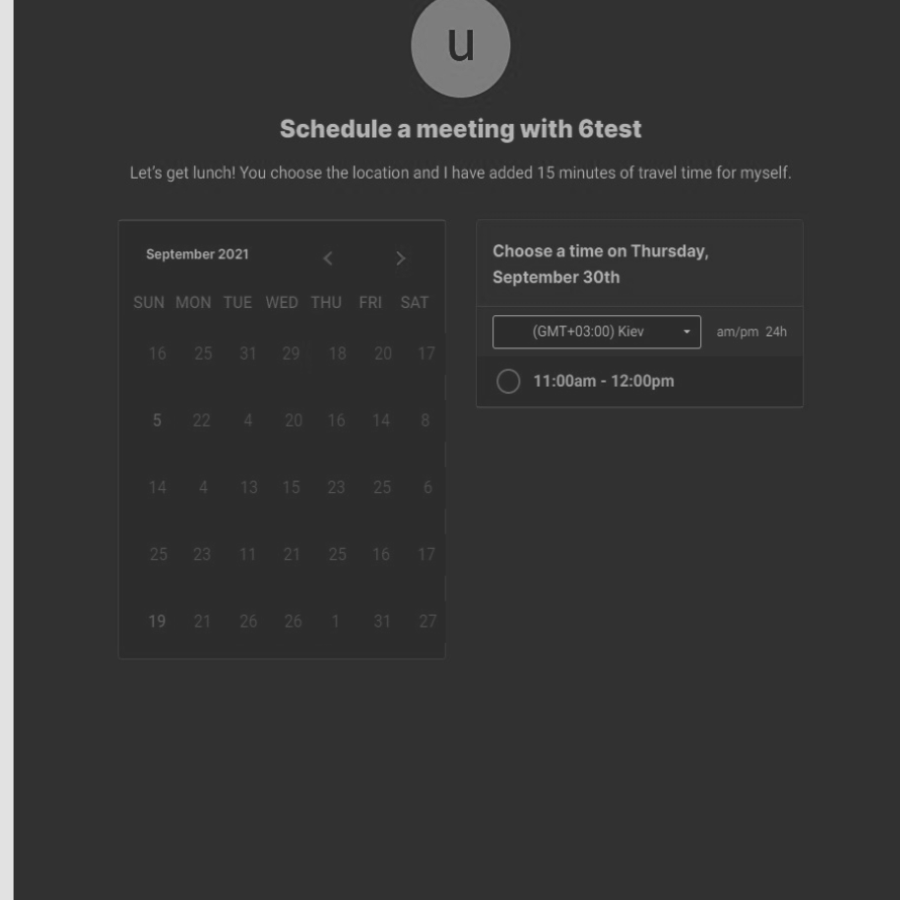 u
Schedule a meeting with 6test
Let's get lunch! You choose the location and I have added 15 minutes of travel time for myself.
September 2021
SUN MON TUE WED THU FRI SAT
16 25 31 29 18 20 17
5 22 4 20 16 14 8
14 4 13 15 23 25 6
25 23 11 21 25 16 17
19 21 26 26 1 31 27
Choose a time on Thursday,
September 30th
(GMT+03:00) Kiev am/pm 24h
11:00am - 12:00pm